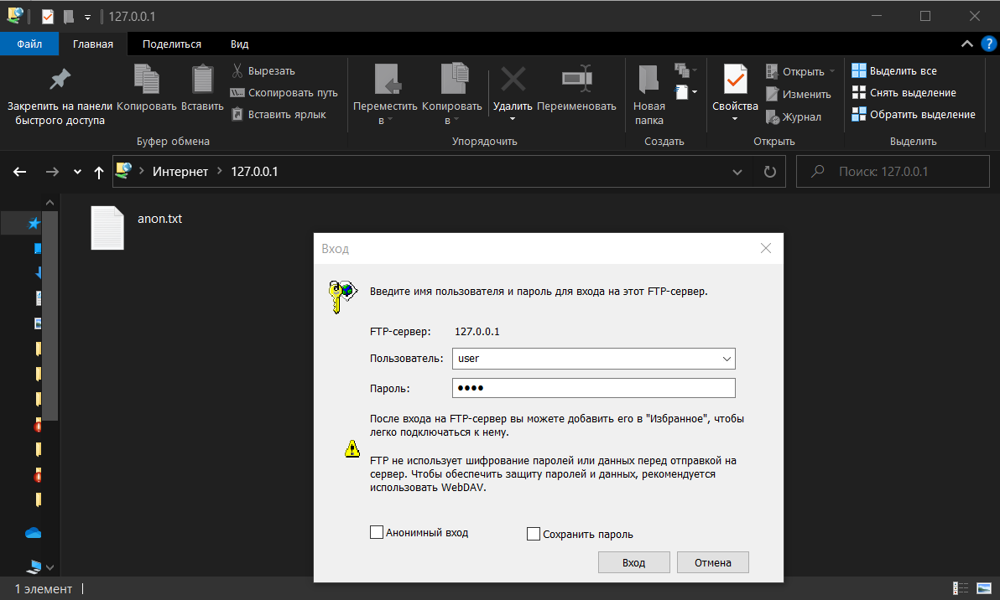 127.0.0.1
Файл Главная Поделиться Вид
Закрепить на панели
быстрого доступа
Копировать
Вставить
Вырезать
Скопировать путь
Вставить ярлык
Буфер обмена
Переместить
в
Копировать
в
Удалить
Переименовать
Упорядочить
Новая
папка
Создать
Свойства
Открыть
Изменить
Журнал
Открыть
Выделить все
Снять выделение
Обратить выделение
Выделить
Интернет 127.0.0.1
Поиск: 127.0.0.1
anon.txt
Вход
Введите имя пользователя и пароль для входа на этот FTP-сервер.
FTP-сервер: 127.0.0.1
Пользователь: user
Пароль: ••••
После входа на FTP-сервер вы можете добавить его в "Избранное", чтобы
легко подключаться к нему.
FTP не использует шифрование паролей или данных перед отправкой на
сервер. Чтобы обеспечить защиту паролей и данных, рекомендуется
использовать WebDAV.
Анонимный вход Сохранить пароль
Вход Отмена
1 элемент